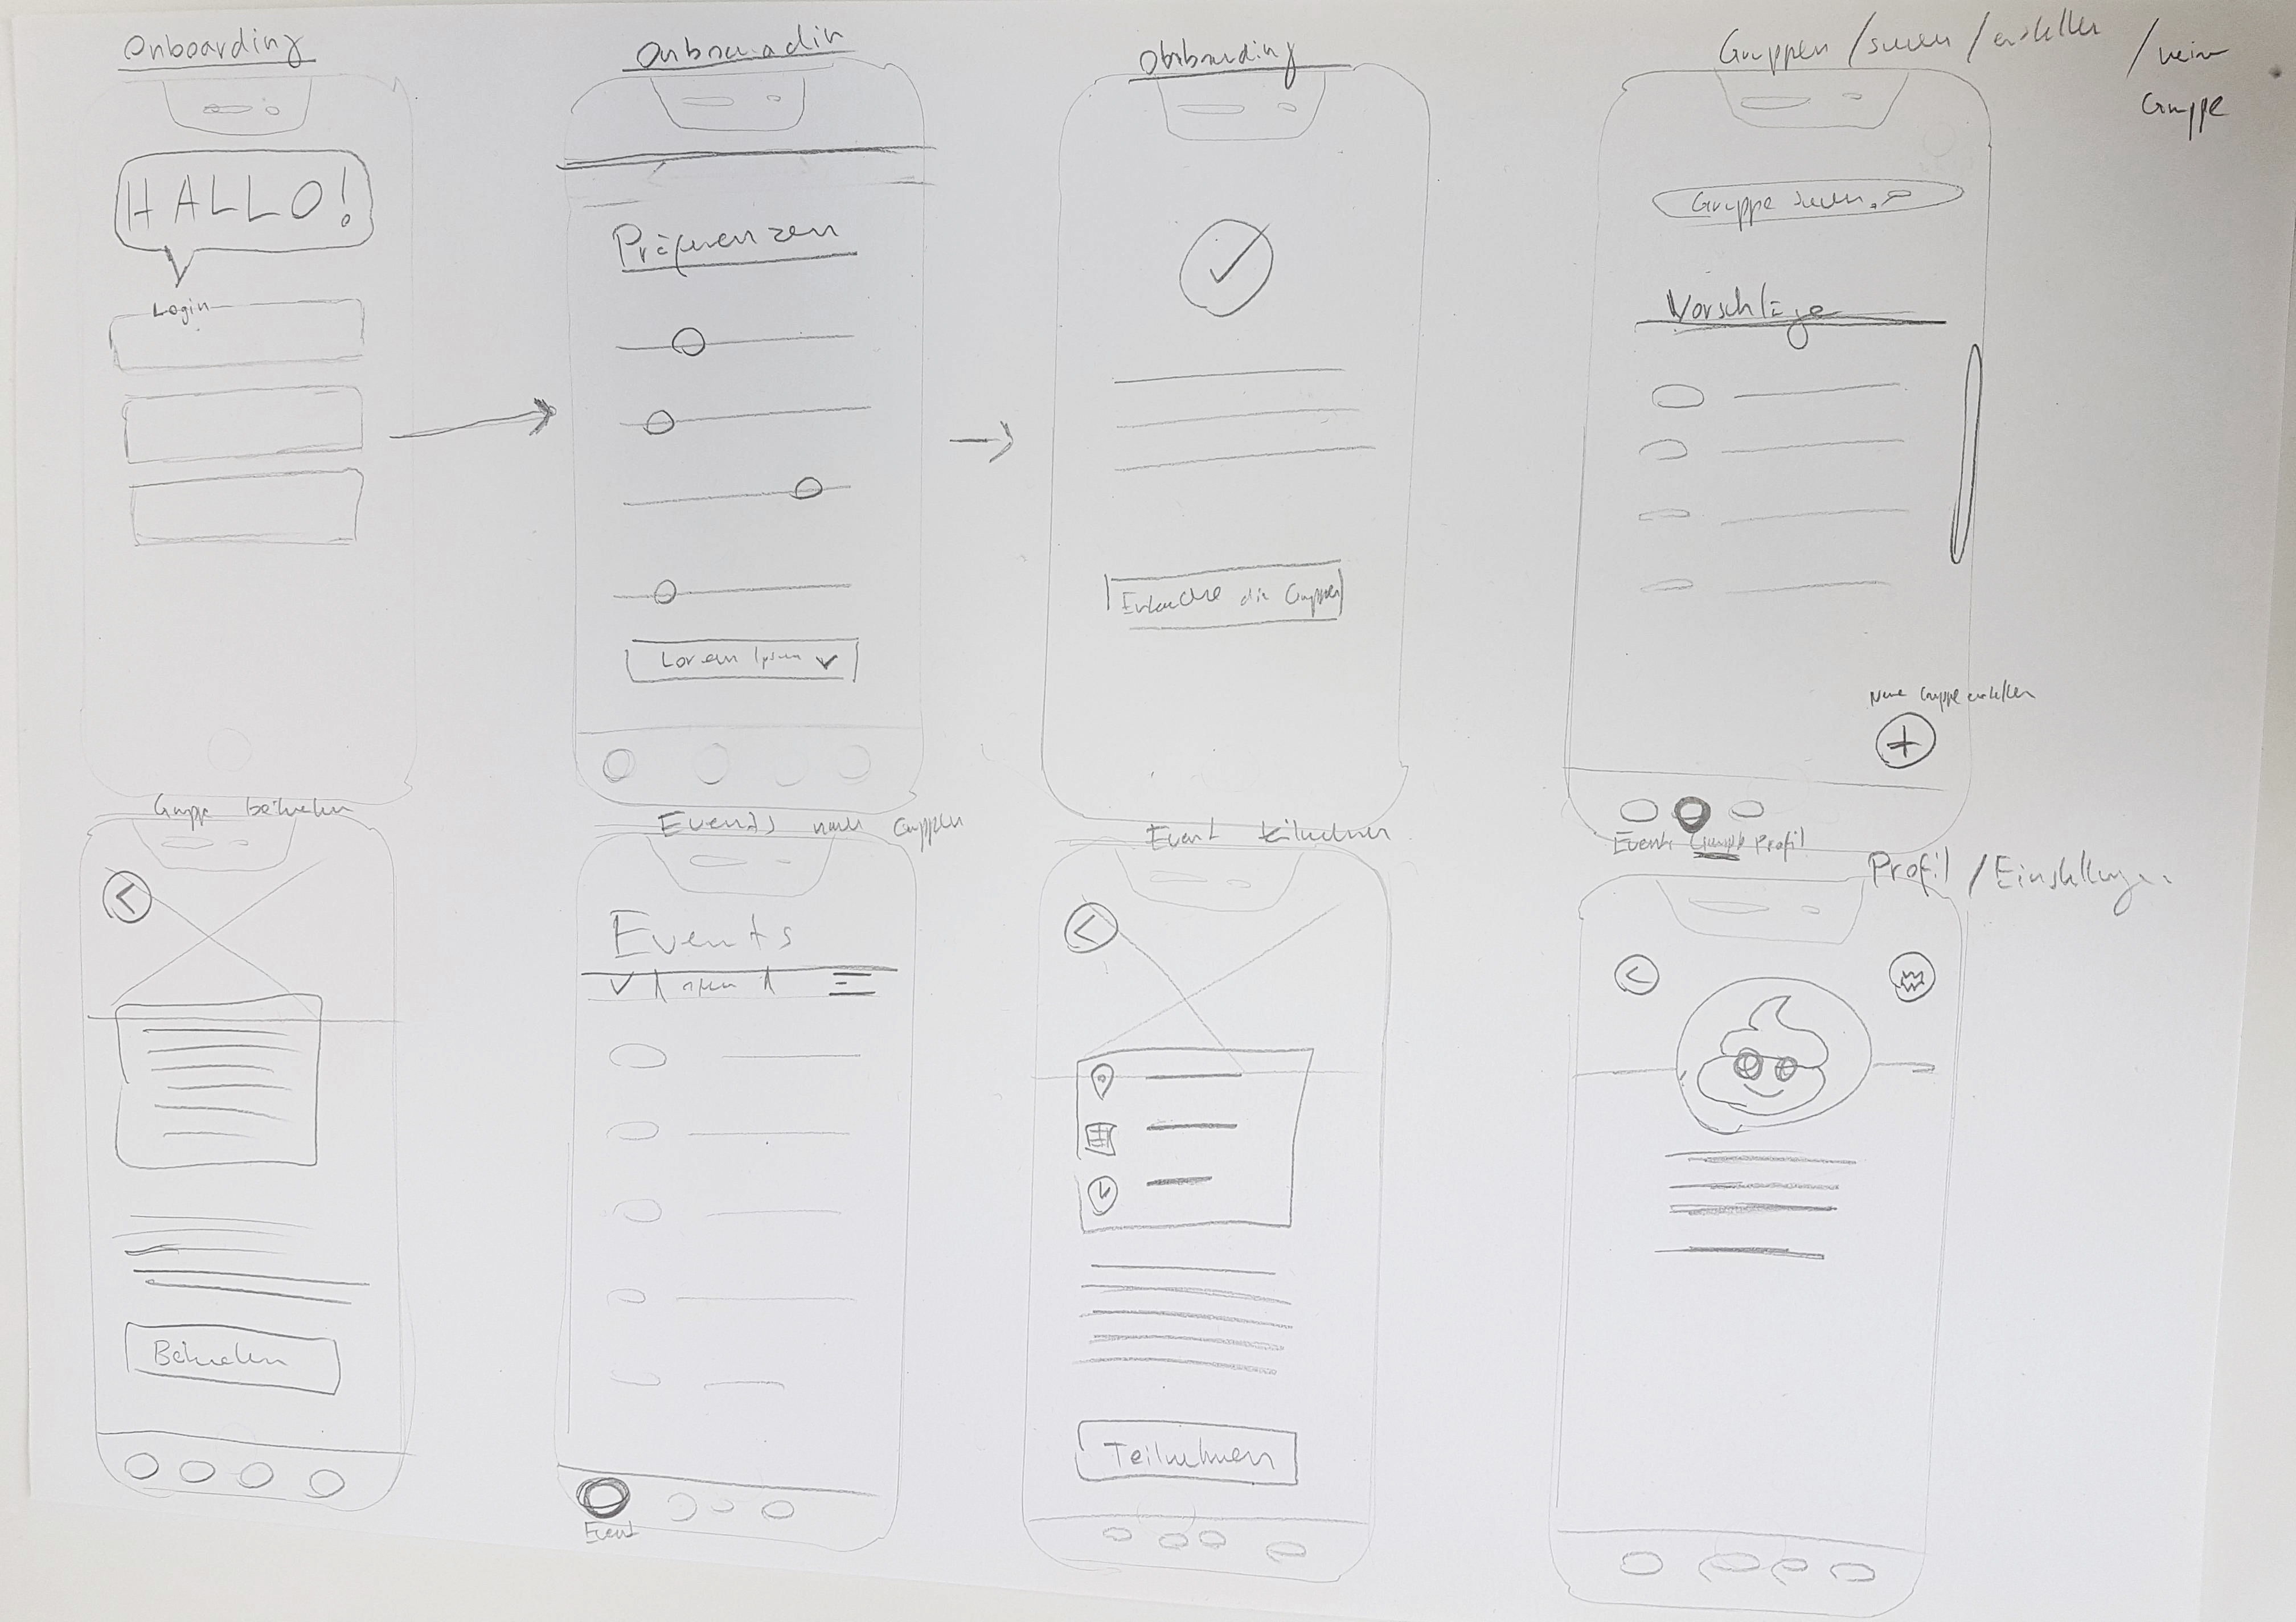 Onboarding
HALLO!
Login
Onboarding
Präferenzen
Lorem Ipsum
Onboarding
Entdecke die Gruppen
Gruppen / suchen / erstellen / meine
Gruppe
Gruppe suchen
Vorschläge
Neue Gruppe erstellen
Events Gruppe Profil
Gruppe beitreten
Beitreten
Events nach Gruppen
Events
Event
Event teilnehmen
Teilnehmen
Profil / Einstellungen